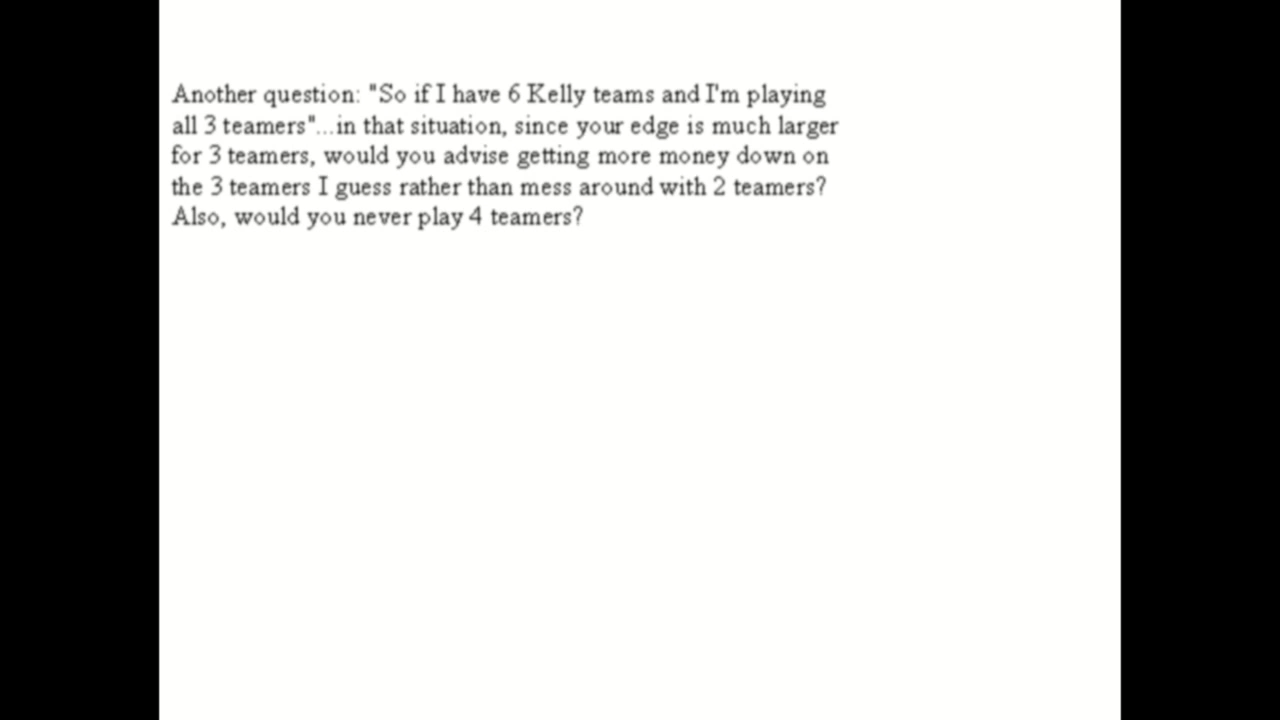 Another question: "So if I have 6 Kelly teams and I'm playing
all 3 teamers"...in that situation, since your edge is much larger
for 3 teamers, would you advise getting more money down on
the 3 teamers I guess rather than mess around with 2 teamers?
Also, would you never play 4 teamers?